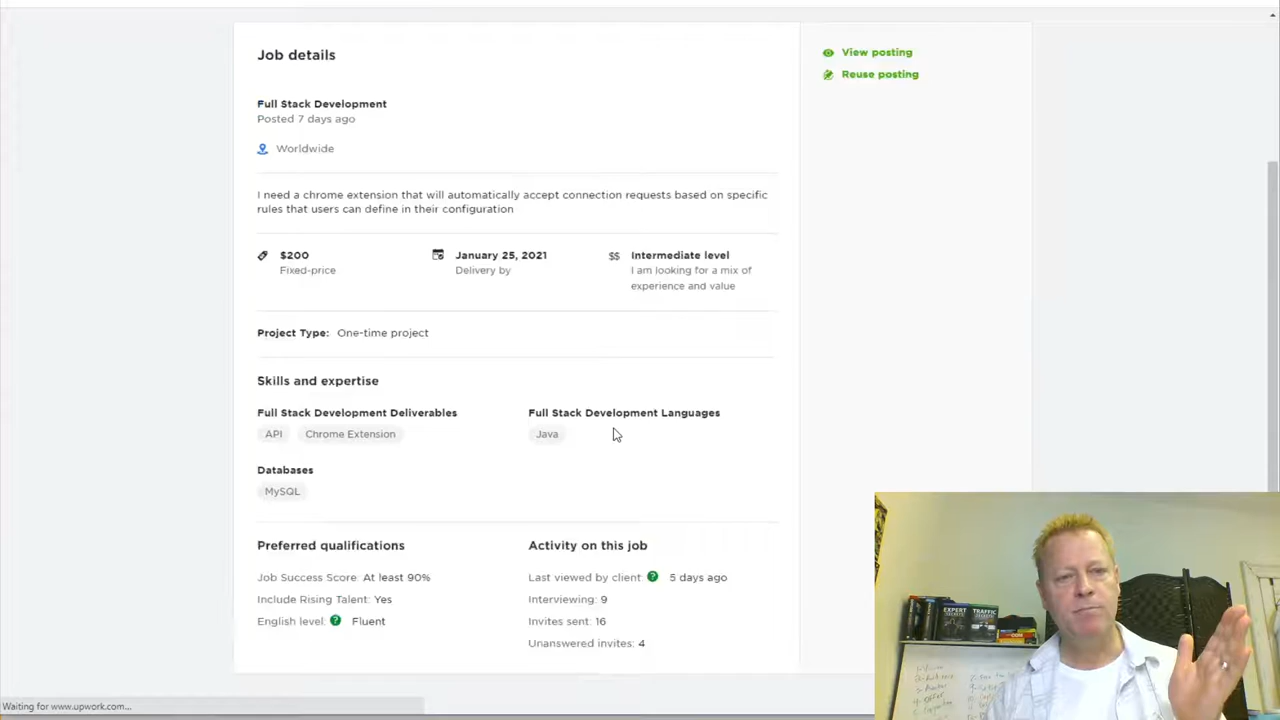 Job details
View posting
Reuse posting
Full Stack Development
Posted 7 days ago
Worldwide
I need a chrome extension that will automatically accept connection requests based on specific
rules that users can define in their configuration
$200
Fixed-price
January 25, 2021
Delivery by
$$
Intermediate level
I am looking for a mix of
experience and value
Project Type: One-time project
Skills and expertise
Full Stack Development Deliverables
API Chrome Extension
Full Stack Development Languages
Java
Databases
MySQL
Preferred qualifications
Job Success Score: At least 90%
Include Rising Talent: Yes
English level: ? Fluent
Activity on this job
Last viewed by client: ? 5 days ago
Interviewing: 9
Invites sent: 16
Unanswered invites: 4
Waiting for www.upwork.com...
EXPERT
SECRETS
TRAFFIC
SECRETS